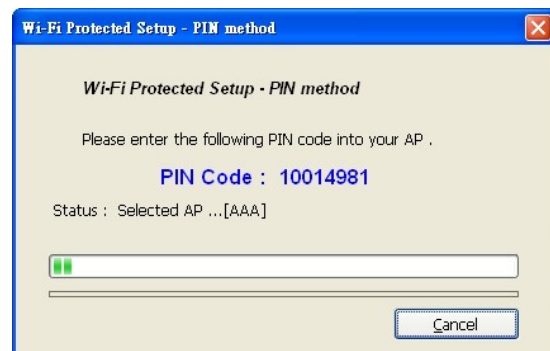 Wi-Fi Protected Setup - PIN method
Wi-Fi Protected Setup - PIN method
Please enter the following PIN code into your AP .
PIN Code : 10014981
Status : Selected AP ...[AAA]
Cancel